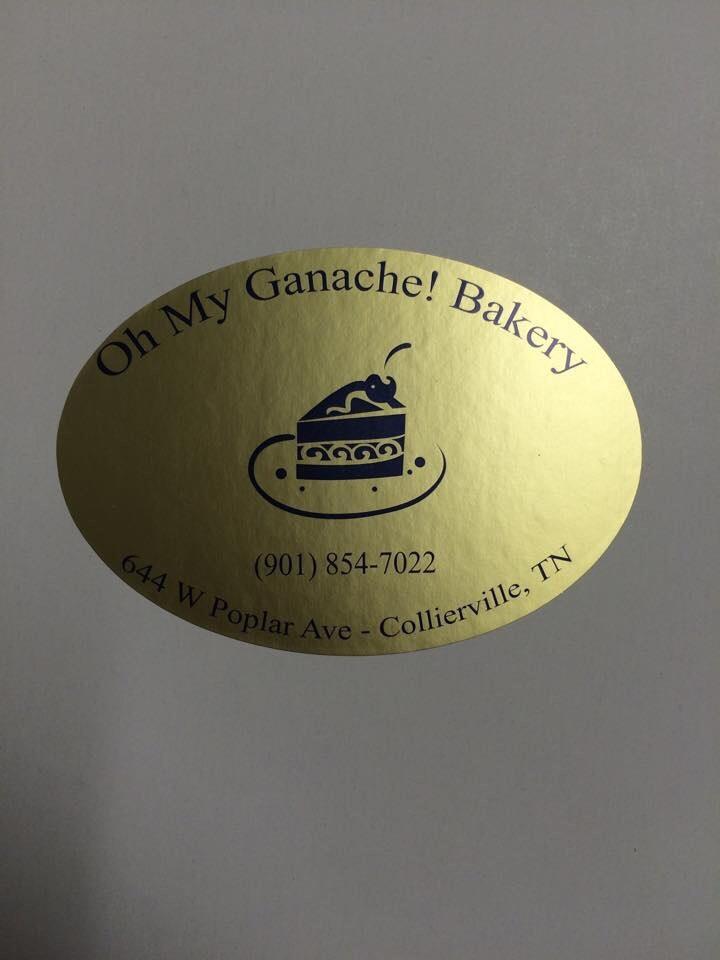 Oh My Ganache! Bakery
(901) 854-7022
644 W Poplar Ave - Collierville, TN